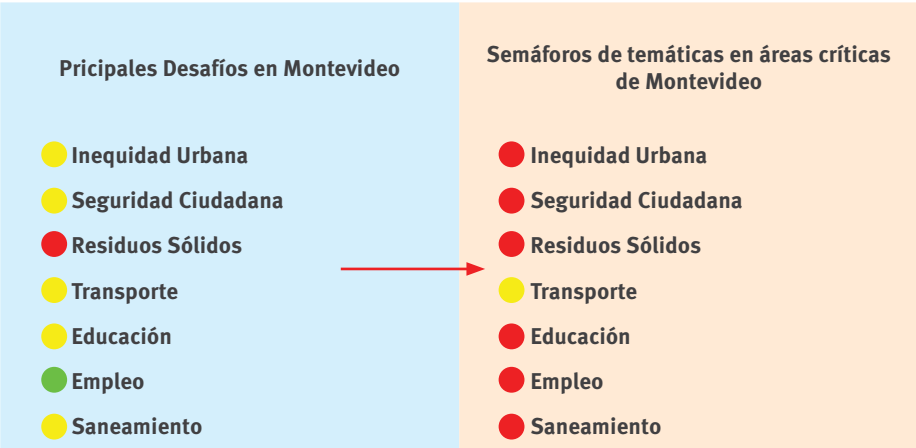 Pricipales Desafíos en Montevideo
Inequidad Urbana
Seguridad Ciudadana
Residuos Sólidos
Transporte
Educación
Empleo
Saneamiento
Semáforos de temáticas en áreas críticas
de Montevideo
Inequidad Urbana
Seguridad Ciudadana
Residuos Sólidos
Transporte
Educación
Empleo
Saneamiento